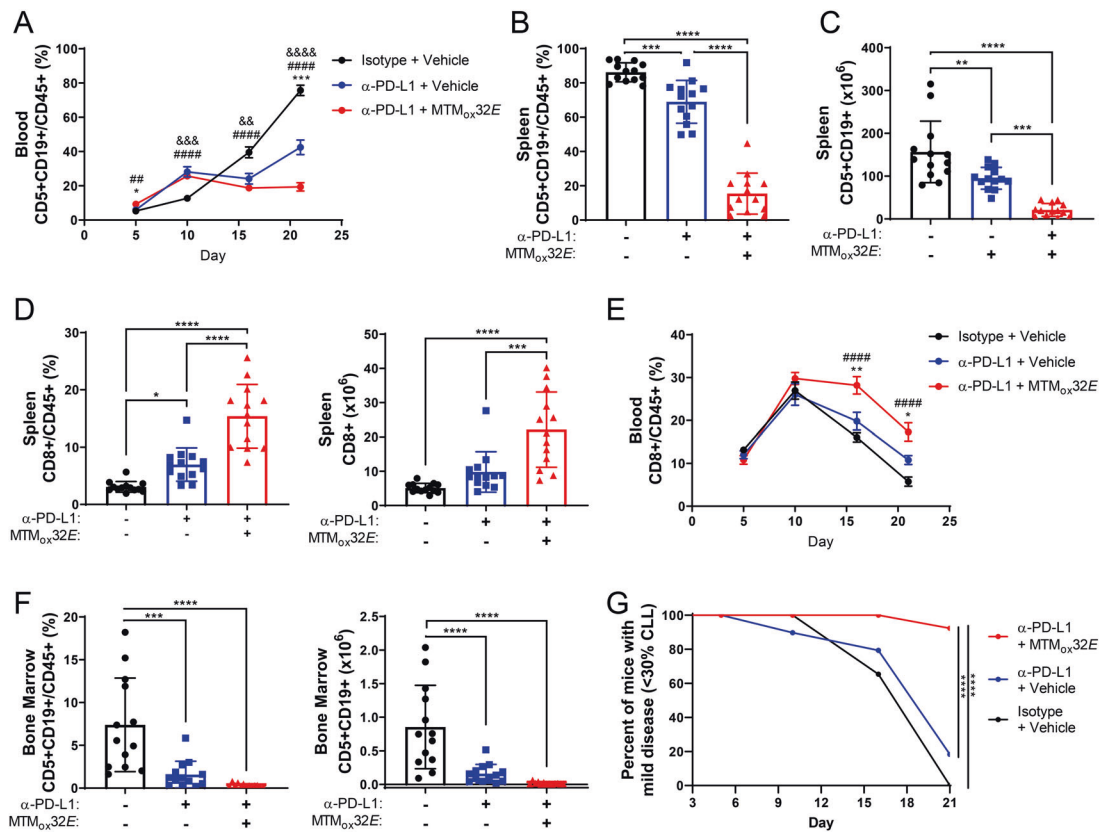 A
Blood
CD5+CD19+/CD45+ (%)
100
80
60
40
20
0
0 5 10 15 20 25
Day
##
*
&&&
####
&&
####
&&&&
####
***
Isotype + Vehicle
α-PD-L1 + Vehicle
α-PD-L1 + MTMox32E
B
Spleen
CD5+CD19+/CD45+ (%)
100
80
60
40
20
0
****
*** ****
α-PD-L1: - + +
MTMox32E: - - +
C
Spleen
CD5+CD19+ (x10⁶)
400
300
200
100
0
****
**
***
α-PD-L1: - + +
MTMox32E: - + +
D
Spleen
CD8+/CD45+ (%)
30
20
10
0
****
****
*
α-PD-L1: - + +
MTMox32E: - - +
Spleen
CD8+ (x10⁶)
50
40
30
20
10
0
****
***
α-PD-L1: - + +
MTMox32E: - - +
E
Blood
CD8+/CD45+ (%)
40
30
20
10
0 5 10 15 20 25
Day
####
**
####
*
Isotype + Vehicle
α-PD-L1 + Vehicle
α-PD-L1 + MTMox32E
F
Bone Marrow
CD5+CD19+/CD45+ (%)
20
15
10
5
0
****
***
α-PD-L1: - + +
MTMox32E: - - +
Bone Marrow
CD5+CD19+ (x10⁶)
2.5
2.0
1.5
1.0
0.5
0.0
****
****
α-PD-L1: - + +
MTMox32E: - - +
G
Percent of mice with
mild disease (<30% CLL)
100
80
60
40
20
0
3 6 9 12 15 18 21
Day
****
****
α-PD-L1
+ MTMox32E
α-PD-L1
+ Vehicle
Isotype +
Vehicle